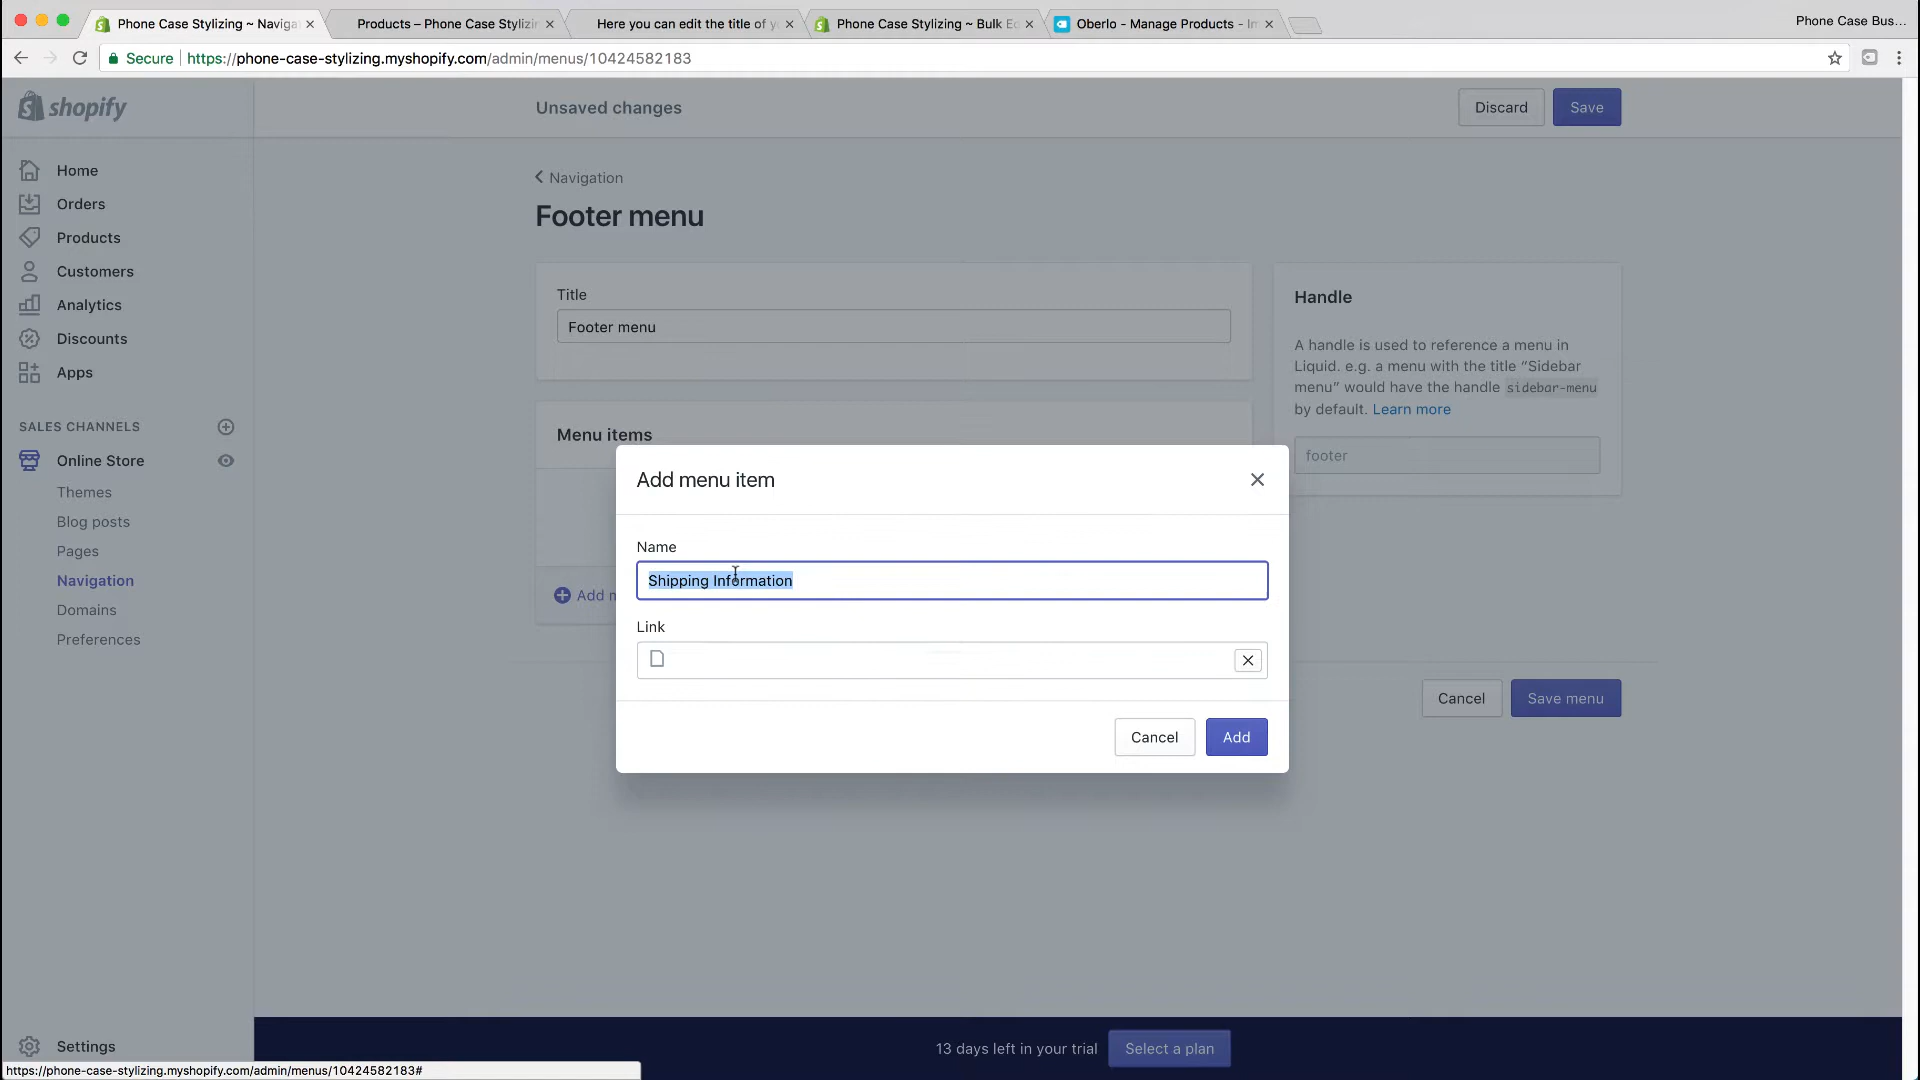 Phone Case Stylizing ~ Naviga
Products – Phone Case Stylizin
Here you can edit the title of y
Phone Case Stylizing ~ Bulk Ed
Oberlo - Manage Products - Im
Phone Case Bus...
Secure
https://phone-case-stylizing.myshopify.com/admin/menus/10424582183
shopify
Unsaved changes
Discard
Save
Home
Orders
Products
Customers
Analytics
Discounts
Apps
SALES CHANNELS
Online Store
Themes
Blog posts
Pages
Navigation
Domains
Preferences
Settings
Navigation
Footer menu
Title
Footer menu
Menu items
Add m
Handle
A handle is used to reference a menu in
Liquid. e.g. a menu with the title “Sidebar
menu” would have the handle sidebar-menu
by default. Learn more
footer
Add menu item
Name
Shipping Information
Link
Cancel
Add
Cancel
Save menu
13 days left in your trial
Select a plan
https://phone-case-stylizing.myshopify.com/admin/menus/10424582183#